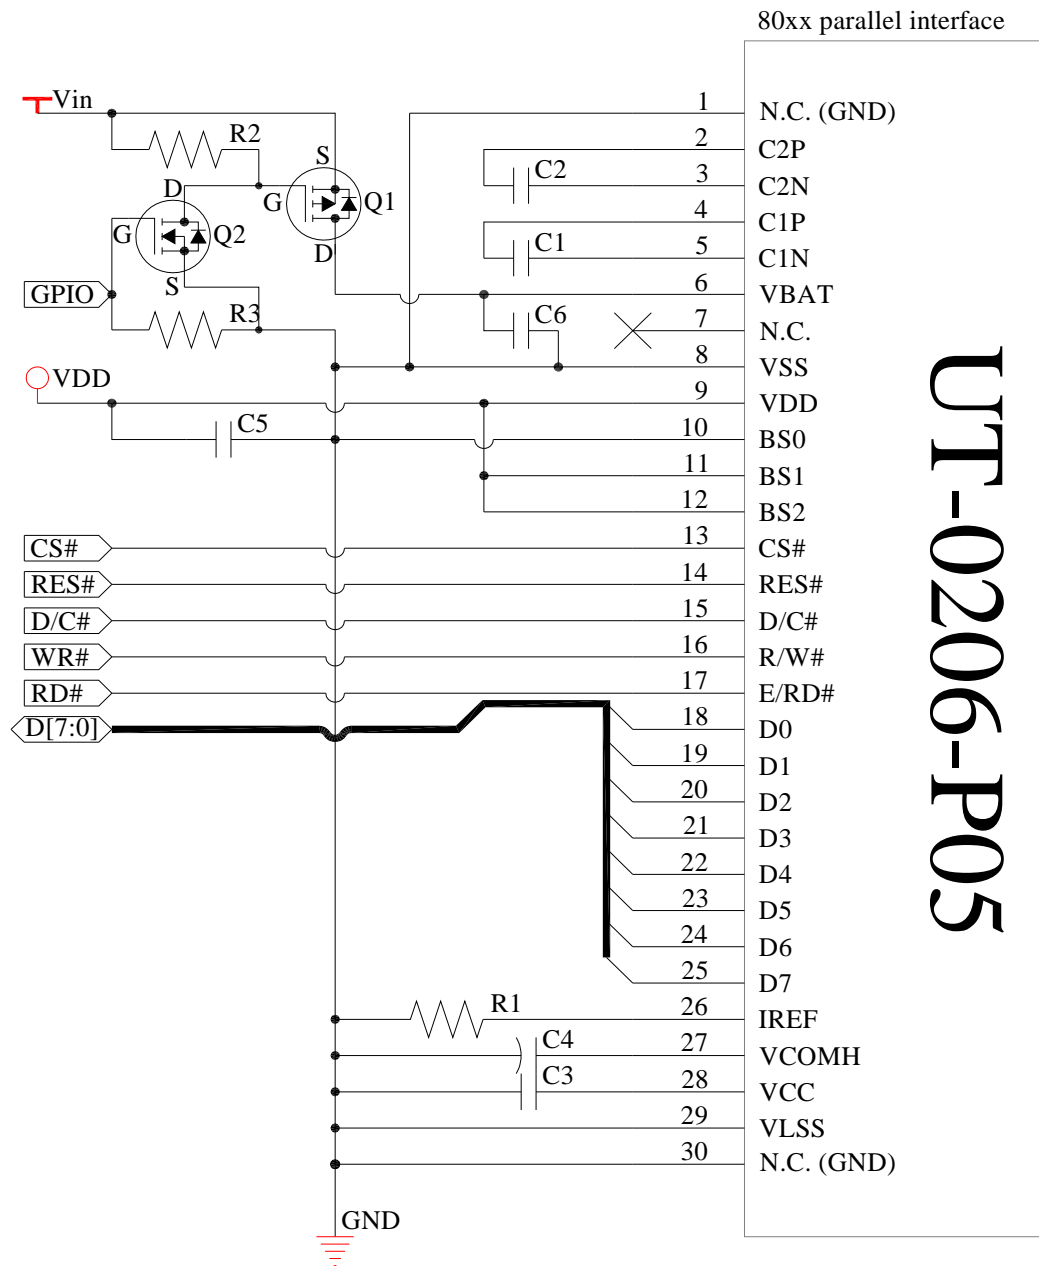 80xx parallel interface
Vin
R2
S
G
Q1
D
D
G
Q2
S
GPIO
R3
VDD
C5
C2
C1
C6
1 N.C. (GND)
2 C2P
3 C2N
4 C1P
5 C1N
6 VBAT
7 N.C.
8 VSS
9 VDD
10 BS0
11 BS1
12 BS2
CS# 13 CS#
RES# 14 RES#
D/C# 15 D/C#
WR# 16 R/W#
RD# 17 E/RD#
D[7:0] 18 D0
19 D1
20 D2
21 D3
22 D4
23 D5
24 D6
25 D7
R1 26 IREF
C4 27 VCOMH
C3 28 VCC
29 VLSS
30 N.C. (GND)
GND
UT-0206-P05